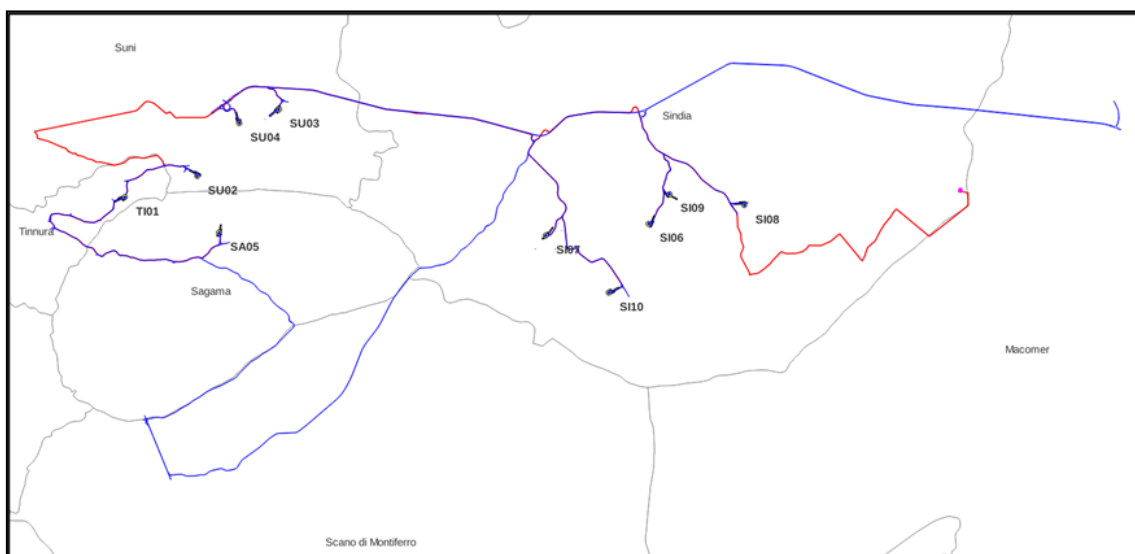 Suni
SU03
SU04
Sindia
SU02
TI01
SI09
SI08
Tinnura
SI06
SA05
SI07
Sagama
SI10
Macomer
Scano di Montiferro